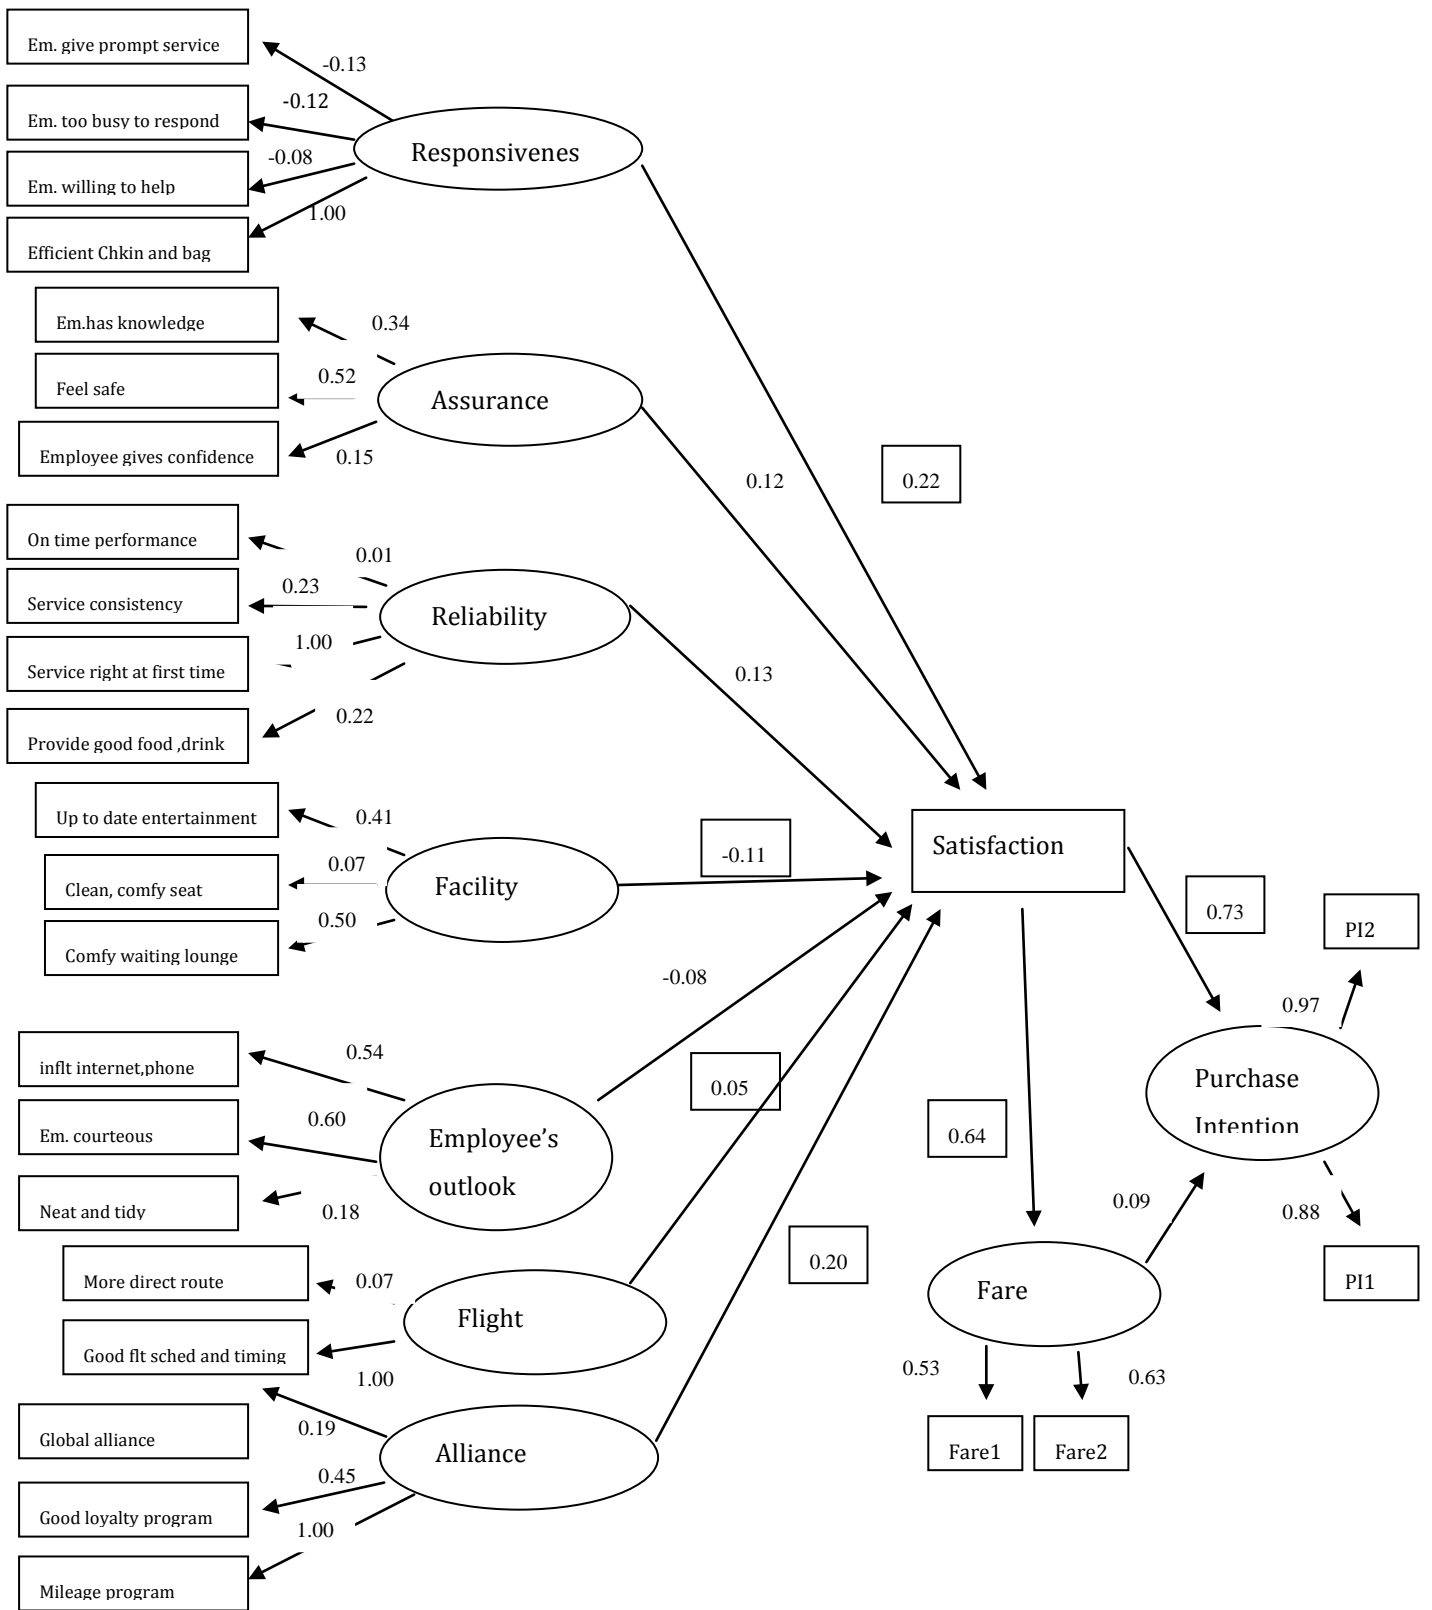 Em. give prompt service
-0.13
-0.12
Em. too busy to respond
Responsivenes
-0.08
Em. willing to help
1.00
Efficient Chkin and bag
Em.has knowledge
0.34
0.52
Feel safe
Assurance
Employee gives confidence
0.15
0.12
0.22
On time performance
0.01
0.23
Service consistency
Reliability
1.00
Service right at first time
0.13
0.22
Provide good food ,drink
Up to date entertainment
0.41
-0.11
Satisfaction
0.07
Clean, comfy seat
Facility
0.50
Comfy waiting lounge
0.73
PI2
-0.08
0.97
inflt internet,phone
0.54
0.05
Purchase
Intention
0.60
Em. courteous
Employee's
outlook
0.64
Neat and tidy
0.18
0.09
0.88
0.20
More direct route
0.07
Flight
Fare
PI1
Good flt sched and timing
1.00
0.53
0.63
Global alliance
0.19
Alliance
Fare1
Fare2
0.45
Good loyalty program
1.00
Mileage program